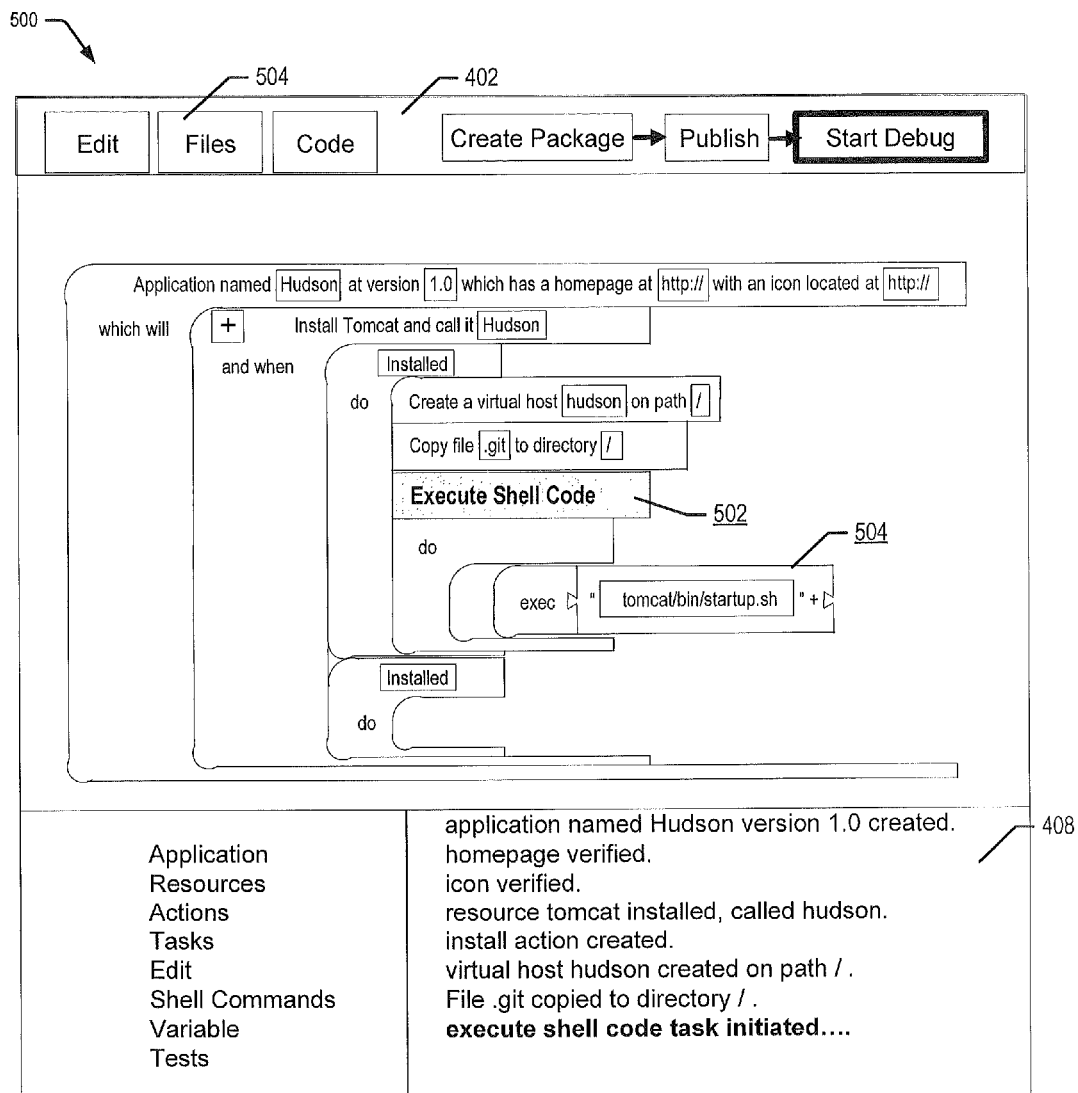 500
504
402
Edit
Files
Code
Create Package
Publish
Start Debug
Application named Hudson at version 1.0 which has a homepage at http:// with an icon located at http://
which will
+
Install Tomcat and call it Hudson
and when
Installed
do
Create a virtual host hudson on path /
Copy file .git to directory /
Execute Shell Code
502
do
504
exec " tomcat/bin/startup.sh " +
Installed
do
408
Application
Resources
Actions
Tasks
Edit
Shell Commands
Variable
Tests
application named Hudson version 1.0 created.
homepage verified.
icon verified.
resource tomcat installed, called hudson.
install action created.
virtual host hudson created on path / .
File .git copied to directory / .
execute shell code task initiated....